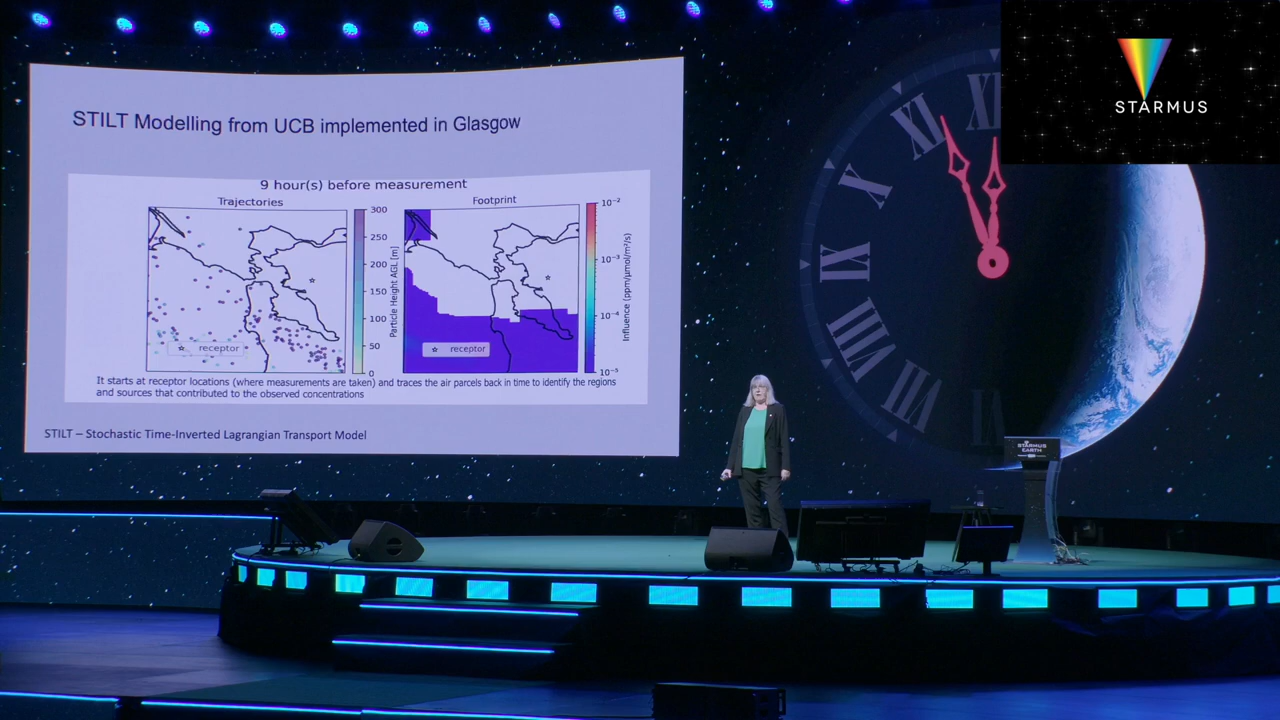 STILT Modelling from UCB implemented in Glasgow
9 hour(s) before measurement
Trajectories
300
250
200
150
100
50
0
Particle Height AGL [m]
receptor
Footprint
10⁻²
10⁻³
10⁻⁴
10⁻⁵
Influence (ppm/μmol/m²/s)
receptor
It starts at receptor locations (where measurements are taken) and traces the air parcels back in time to identify the regions
and sources that contributed to the observed concentrations
STILT – Stochastic Time-Inverted Lagrangian Transport Model
STARMUS
XI
X
IX
VIII
VII
STARMUS
EARTH